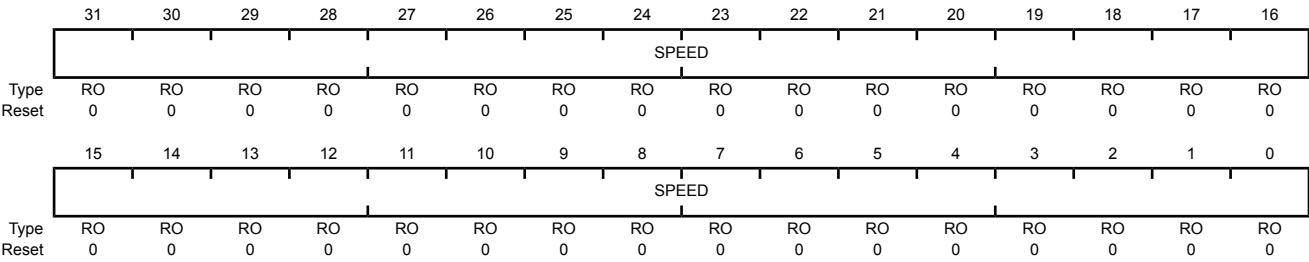 31 30 29 28 27 26 25 24 23 22 21 20 19 18 17 16
SPEED
Type RO RO RO RO RO RO RO RO RO RO RO RO RO RO RO RO
Reset 0 0 0 0 0 0 0 0 0 0 0 0 0 0 0 0
15 14 13 12 11 10 9 8 7 6 5 4 3 2 1 0
SPEED
Type RO RO RO RO RO RO RO RO RO RO RO RO RO RO RO RO
Reset 0 0 0 0 0 0 0 0 0 0 0 0 0 0 0 0